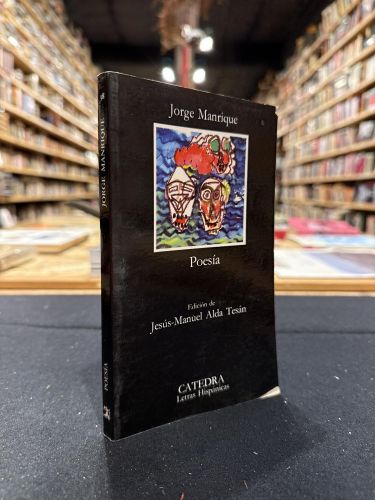 Jorge Manrique
Poesía
Edición de
Jesús-Manuel Alda Tesán
CATEDRA
Letras Hispánicas
JORGE MANRIQUE
POESÍA